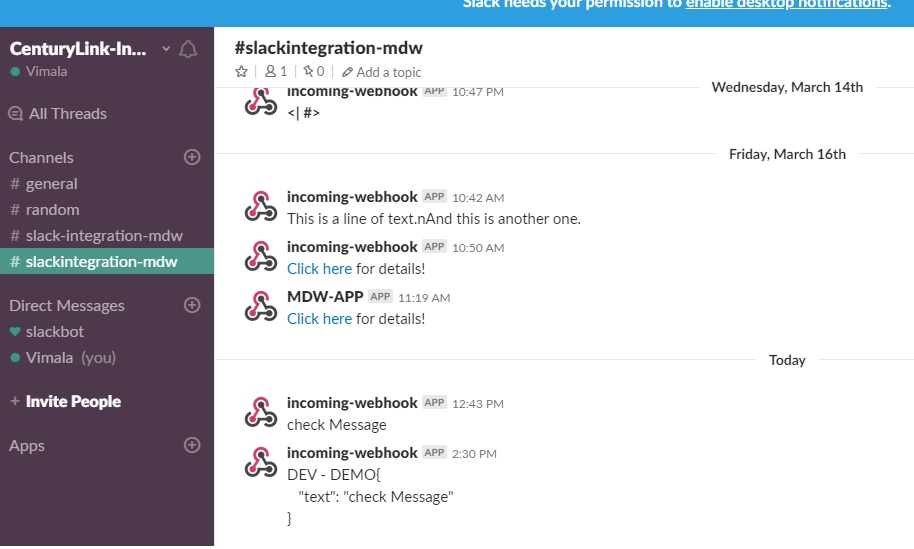 Slack needs your permission to enable desktop notifications.
CenturyLink-In...
Vimala
All Threads
Channels
# general
# random
# slack-integration-mdw
# slackintegration-mdw
Direct Messages
slackbot
Vimala (you)
+ Invite People
Apps
#slackintegration-mdw
1 | 0 | Add a topic
Wednesday, March 14th
incoming-webhook APP 10:47 PM
<| #>
Friday, March 16th
incoming-webhook APP 10:42 AM
This is a line of text.nAnd this is another one.
incoming-webhook APP 10:50 AM
Click here for details!
MDW-APP APP 11:19 AM
Click here for details!
Today
incoming-webhook APP 12:43 PM
check Message
incoming-webhook APP 2:30 PM
DEV - DEMO{
"text": "check Message"
}